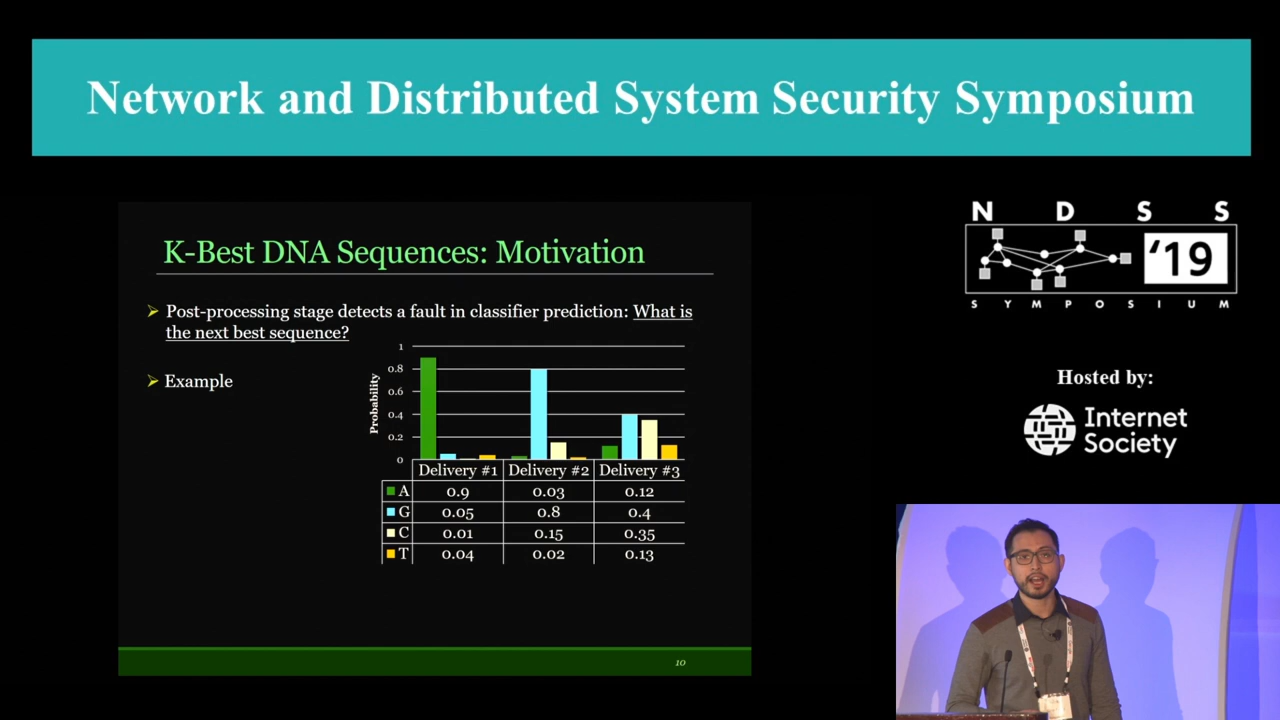 Network and Distributed System Security Symposium
K-Best DNA Sequences: Motivation
➢ Post-processing stage detects a fault in classifier prediction: What is
the next best sequence?
➢ Example
Probability
1
0.8
0.6
0.4
0.2
0
Delivery #1 Delivery #2 Delivery #3
A 0.9 0.03 0.12
G 0.05 0.8 0.4
C 0.01 0.15 0.35
T 0.04 0.02 0.13
10
N D S S
'19
S Y M P O S I U M
Hosted by:
Internet
Society